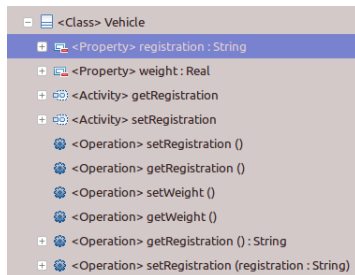 <Class> Vehicle
<Property> registration : String
<Property> weight : Real
<Activity> getRegistration
<Activity> setRegistration
<Operation> setRegistration ()
<Operation> getRegistration ()
<Operation> setWeight ()
<Operation> getWeight ()
<Operation> getRegistration () : String
<Operation> setRegistration (registration : String)